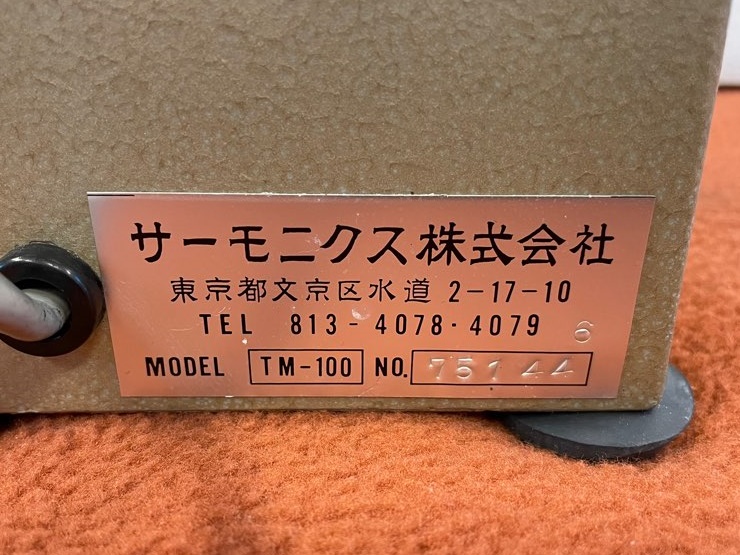 サーモニクス株式会社
東京都文京区水道 2-17-10
TEL 813-4078・4079 6
MODEL TM-100 NO. 75144